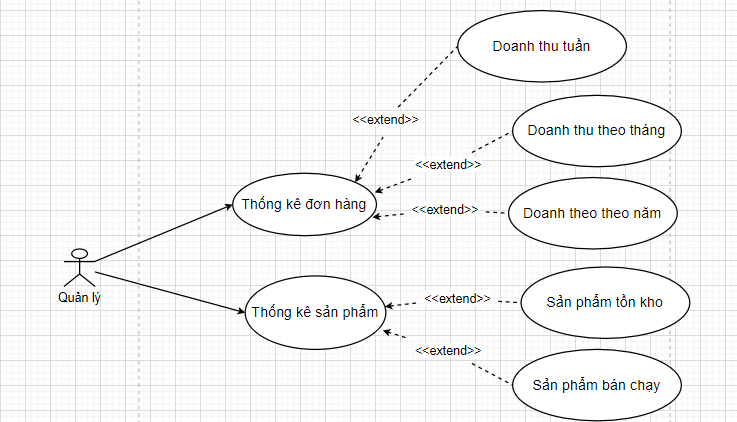 Doanh thu tuần
<<extend>>
Doanh thu theo tháng
<<extend>>
Thống kê đơn hàng
<<extend>>
Doanh theo theo năm
Quản lý
Thống kê sản phẩm
<<extend>>
Sản phẩm tồn kho
<<extend>>
Sản phẩm bán chạy